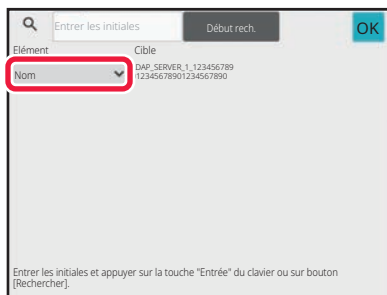 Entrer les initiales
Début rech.
OK
Elément
Cible
Nom
DAP_SERVER_1_123456789
12345678901234567890
Entrer les initiales et appuyer sur la touche "Entrée" du clavier ou sur bouton
[Rechercher].